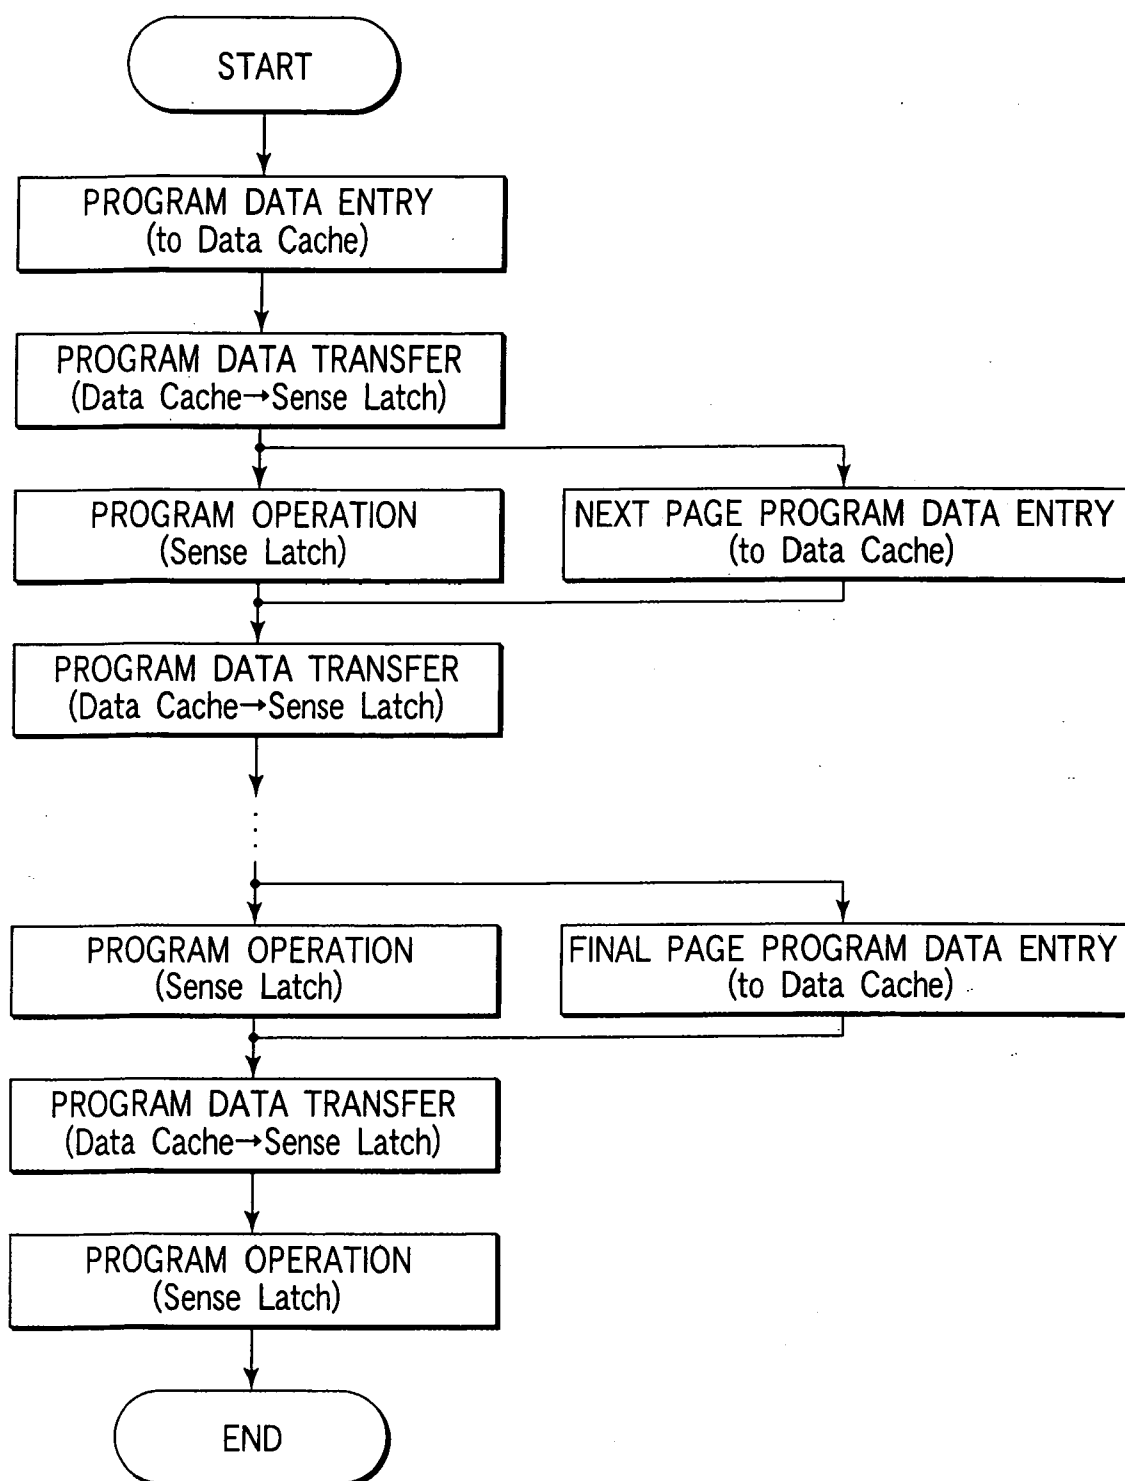 START
PROGRAM DATA ENTRY
(to Data Cache)
PROGRAM DATA TRANSFER
(Data Cache→Sense Latch)
PROGRAM OPERATION
(Sense Latch)
NEXT PAGE PROGRAM DATA ENTRY
(to Data Cache)
PROGRAM DATA TRANSFER
(Data Cache→Sense Latch)
PROGRAM OPERATION
(Sense Latch)
FINAL PAGE PROGRAM DATA ENTRY
(to Data Cache)
PROGRAM DATA TRANSFER
(Data Cache→Sense Latch)
PROGRAM OPERATION
(Sense Latch)
END